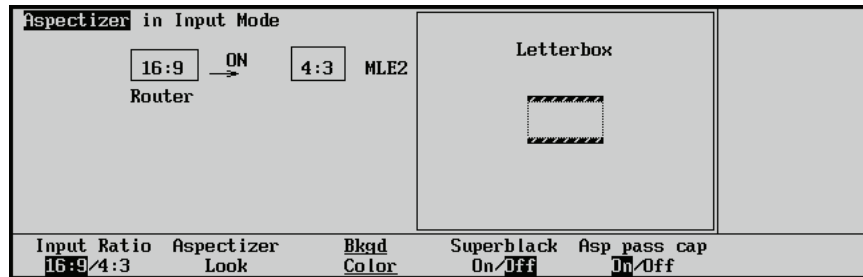 Aspectizer in Input Mode
16:9 ON 4:3 MLE2
Router
Letterbox
Input Ratio Aspectizer Bkgd Superblack Asp pass cap
16:9/4:3 Look Color On/Off On/Off